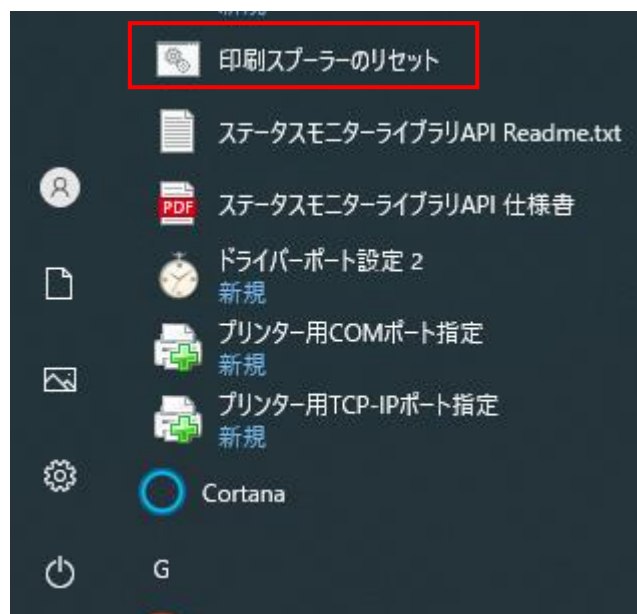 印刷スプーラーのリセット
ステータスモニターライブラリAPI Readme.txt
PDF
ステータスモニターライブラリAPI 仕様書
ドライバーポート設定 2
新規
プリンター用COMポート指定
新規
プリンター用TCP-IPポート指定
新規
Cortana
G